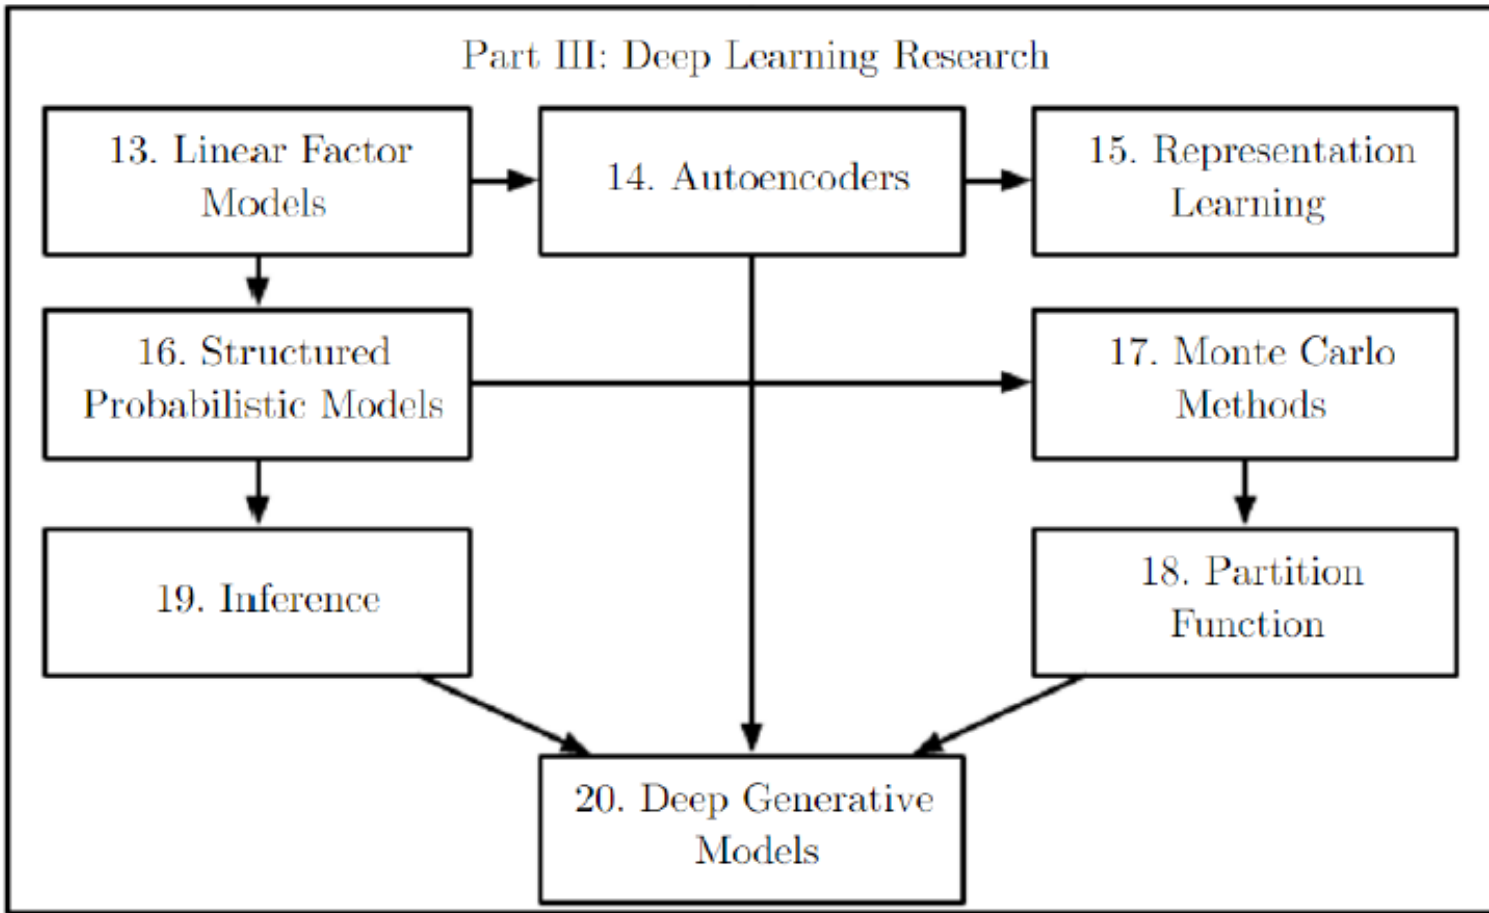 Part III: Deep Learning Research
13. Linear Factor
Models
14. Autoencoders
15. Representation
Learning
16. Structured
Probabilistic Models
17. Monte Carlo
Methods
19. Inference
18. Partition
Function
20. Deep Generative
Models